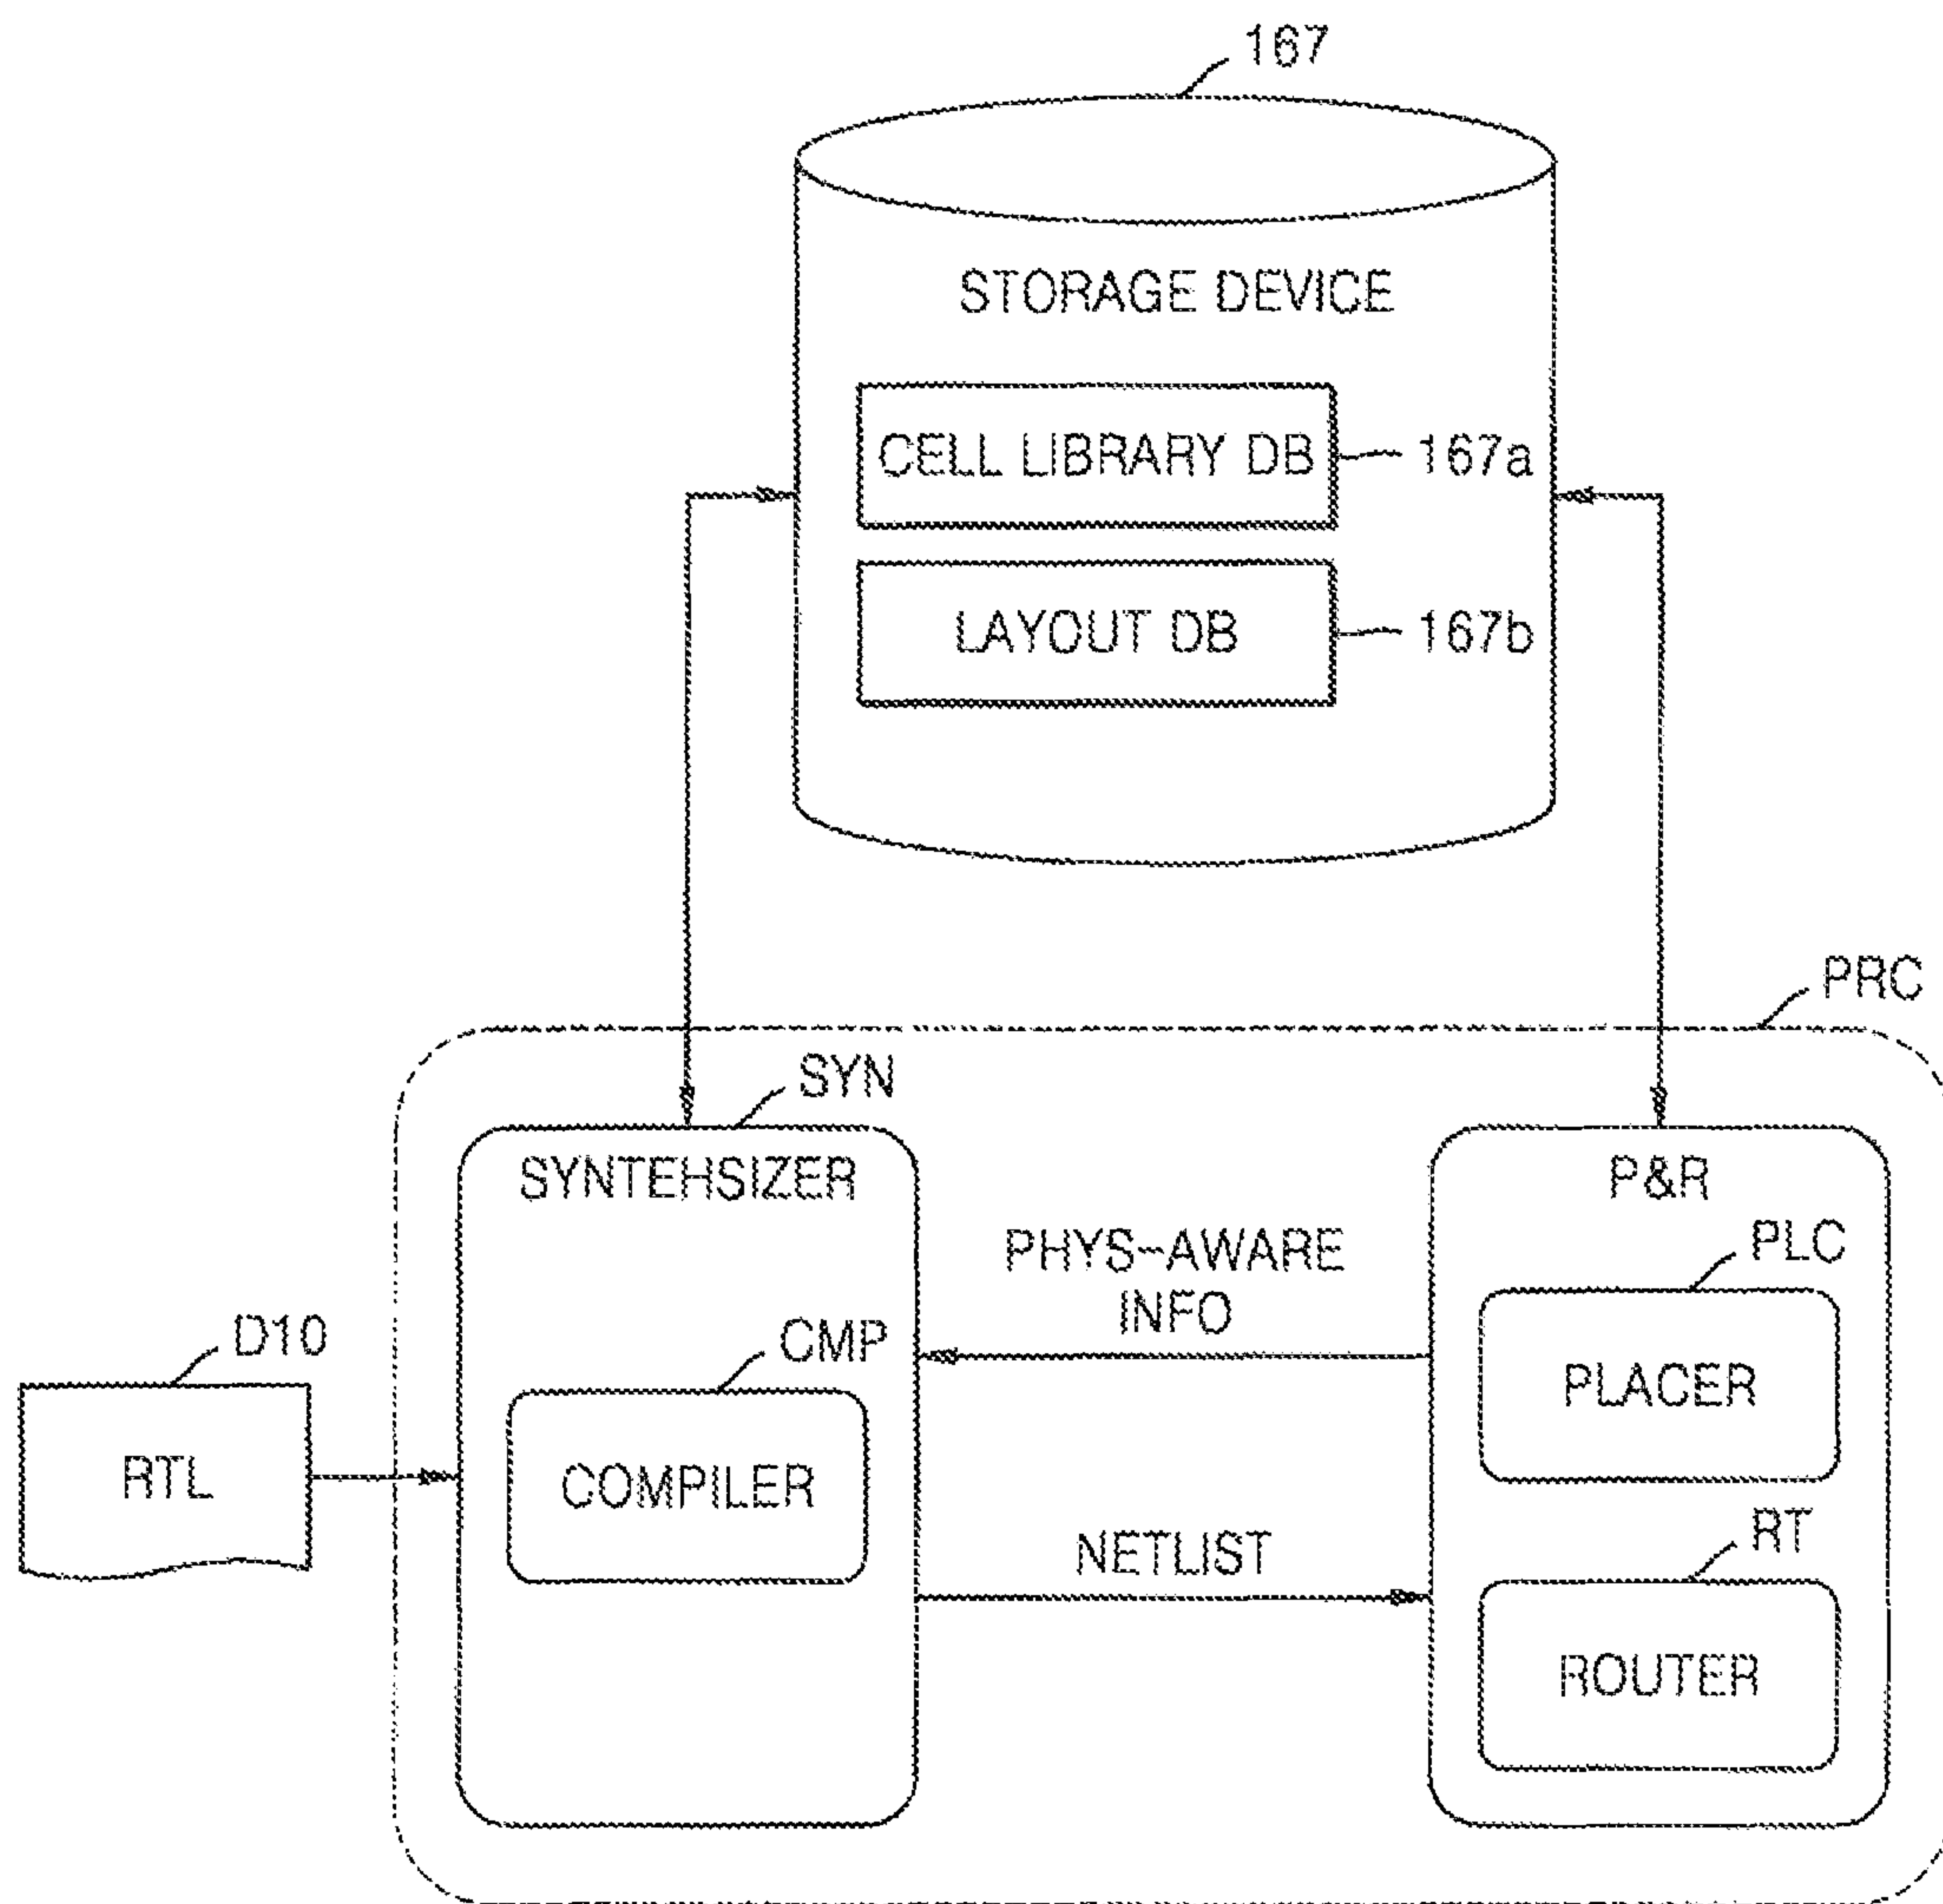 167
STORAGE DEVICE
CELL LIBRARY DB
167a
LAYOUT DB
167b
PRC
SYN
SYNTEHSIZER
P&R
PHYS-AWARE
INFO
PLC
PLACER
D10
RTL
CMP
COMPILER
NETLIST
RT
ROUTER